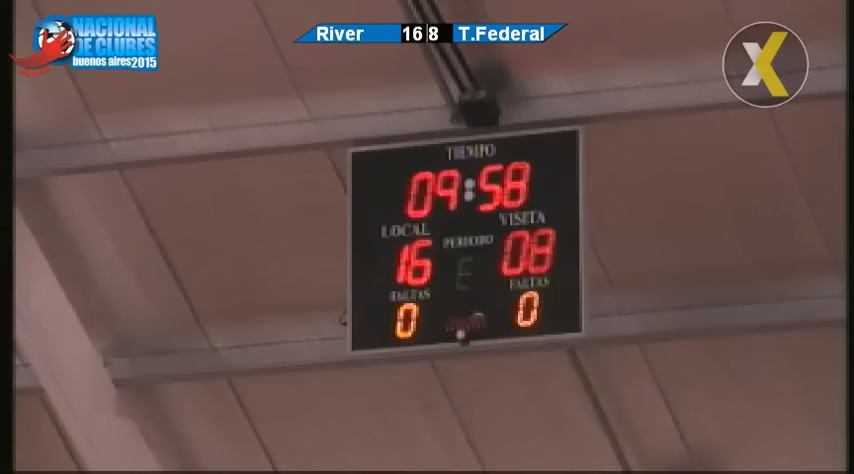 NACIONAL
DE CLUBES
buenos aires2015
River 16 8 T.Federal
X
TIEMPO
09:58
LOCAL VISITA
PERIODO
16 08
FALTAS FALTAS
0 0